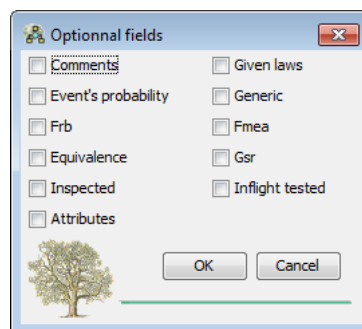 Optionnal fields
Comments
Given laws
Event's probability
Generic
Frb
Fmea
Equivalence
Gsr
Inspected
Inflight tested
Attributes
OK
Cancel